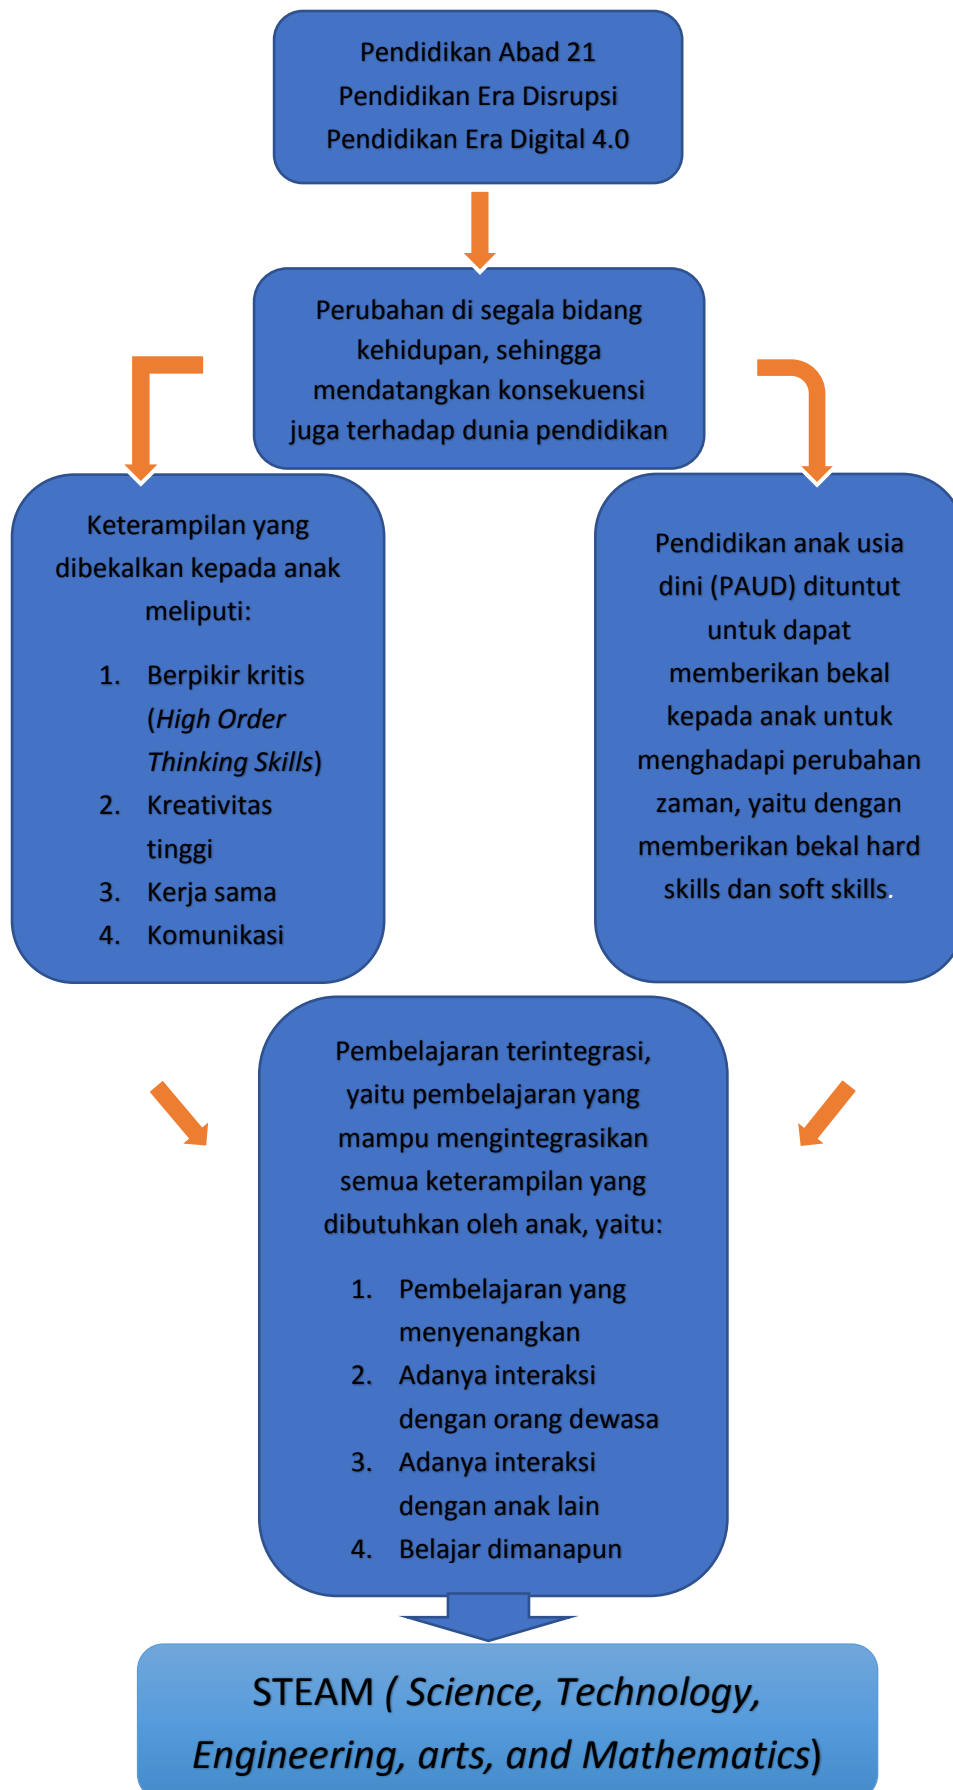 Pendidikan Abad 21
Pendidikan Era Disrupsi
Pendidikan Era Digital 4.0
Perubahan di segala bidang
kehidupan, sehingga
mendatangkan konsekuensi
juga terhadap dunia pendidikan
Keterampilan yang
dibekalkan kepada anak
meliputi:
1. Berpikir kritis
(High Order
Thinking Skills)
2. Kreativitas
tinggi
3. Kerja sama
4. Komunikasi
Pendidikan anak usia
dini (PAUD) dituntut
untuk dapat
memberikan bekal
kepada anak untuk
menghadapi perubahan
zaman, yaitu dengan
memberikan bekal hard
skills dan soft skills.
Pembelajaran terintegrasi,
yaitu pembelajaran yang
mampu mengintegrasikan
semua keterampilan yang
dibutuhkan oleh anak, yaitu:
1. Pembelajaran yang
menyenangkan
2. Adanya interaksi
dengan orang dewasa
3. Adanya interaksi
dengan anak lain
4. Belajar dimanapun
STEAM ( Science, Technology,
Engineering, arts, and Mathematics)